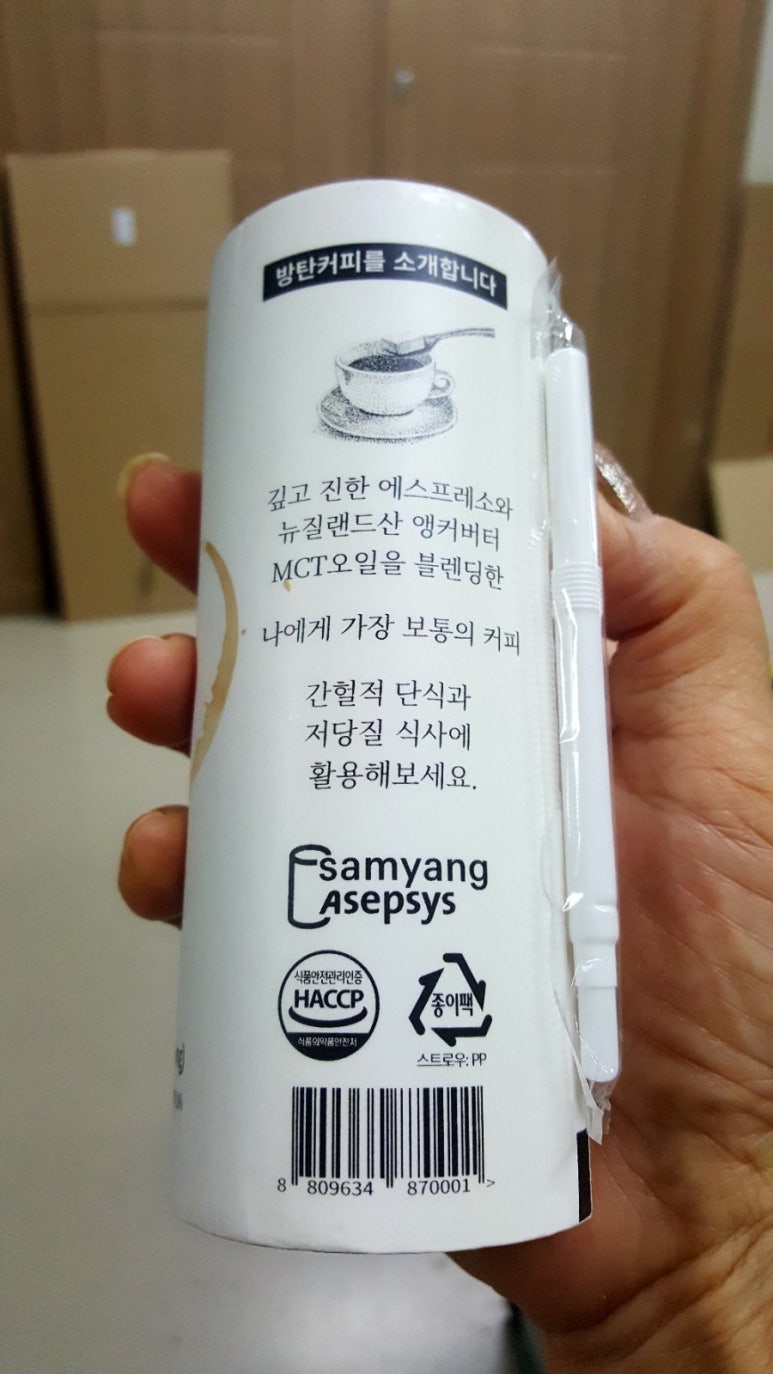 방탄커피를 소개합니다
깊고 진한 에스프레소와
뉴질랜드산 앵커버터
MCT오일을 블렌딩한
나에게 가장 보통의 커피
간헐적 단식과
저당질 식사에
활용해보세요.
samyang
Asepsys
식품안전관리인증
HACCP
식품의약품안전처
종이팩
스트로우: PP
8 809634 870001 >